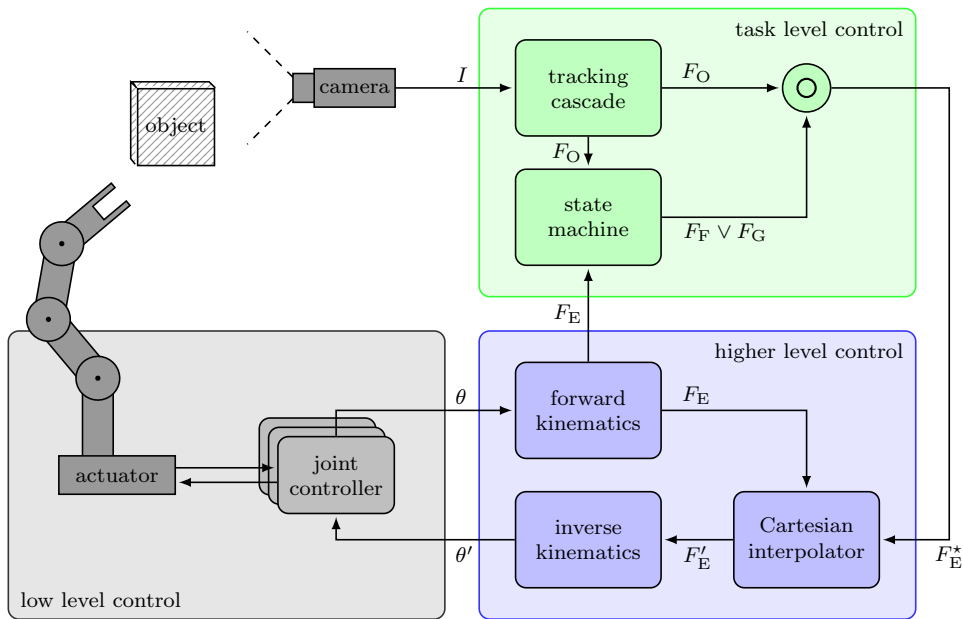 task level control
camera
I
tracking
cascade
F_O
object
F_O
state
machine
F_F ∨ F_G
F_E
higher level control
θ
forward
kinematics
F_E
actuator
joint
controller
inverse
kinematics
Cartesian
interpolator
θ′
F′_E
F^⋆_E
low level control